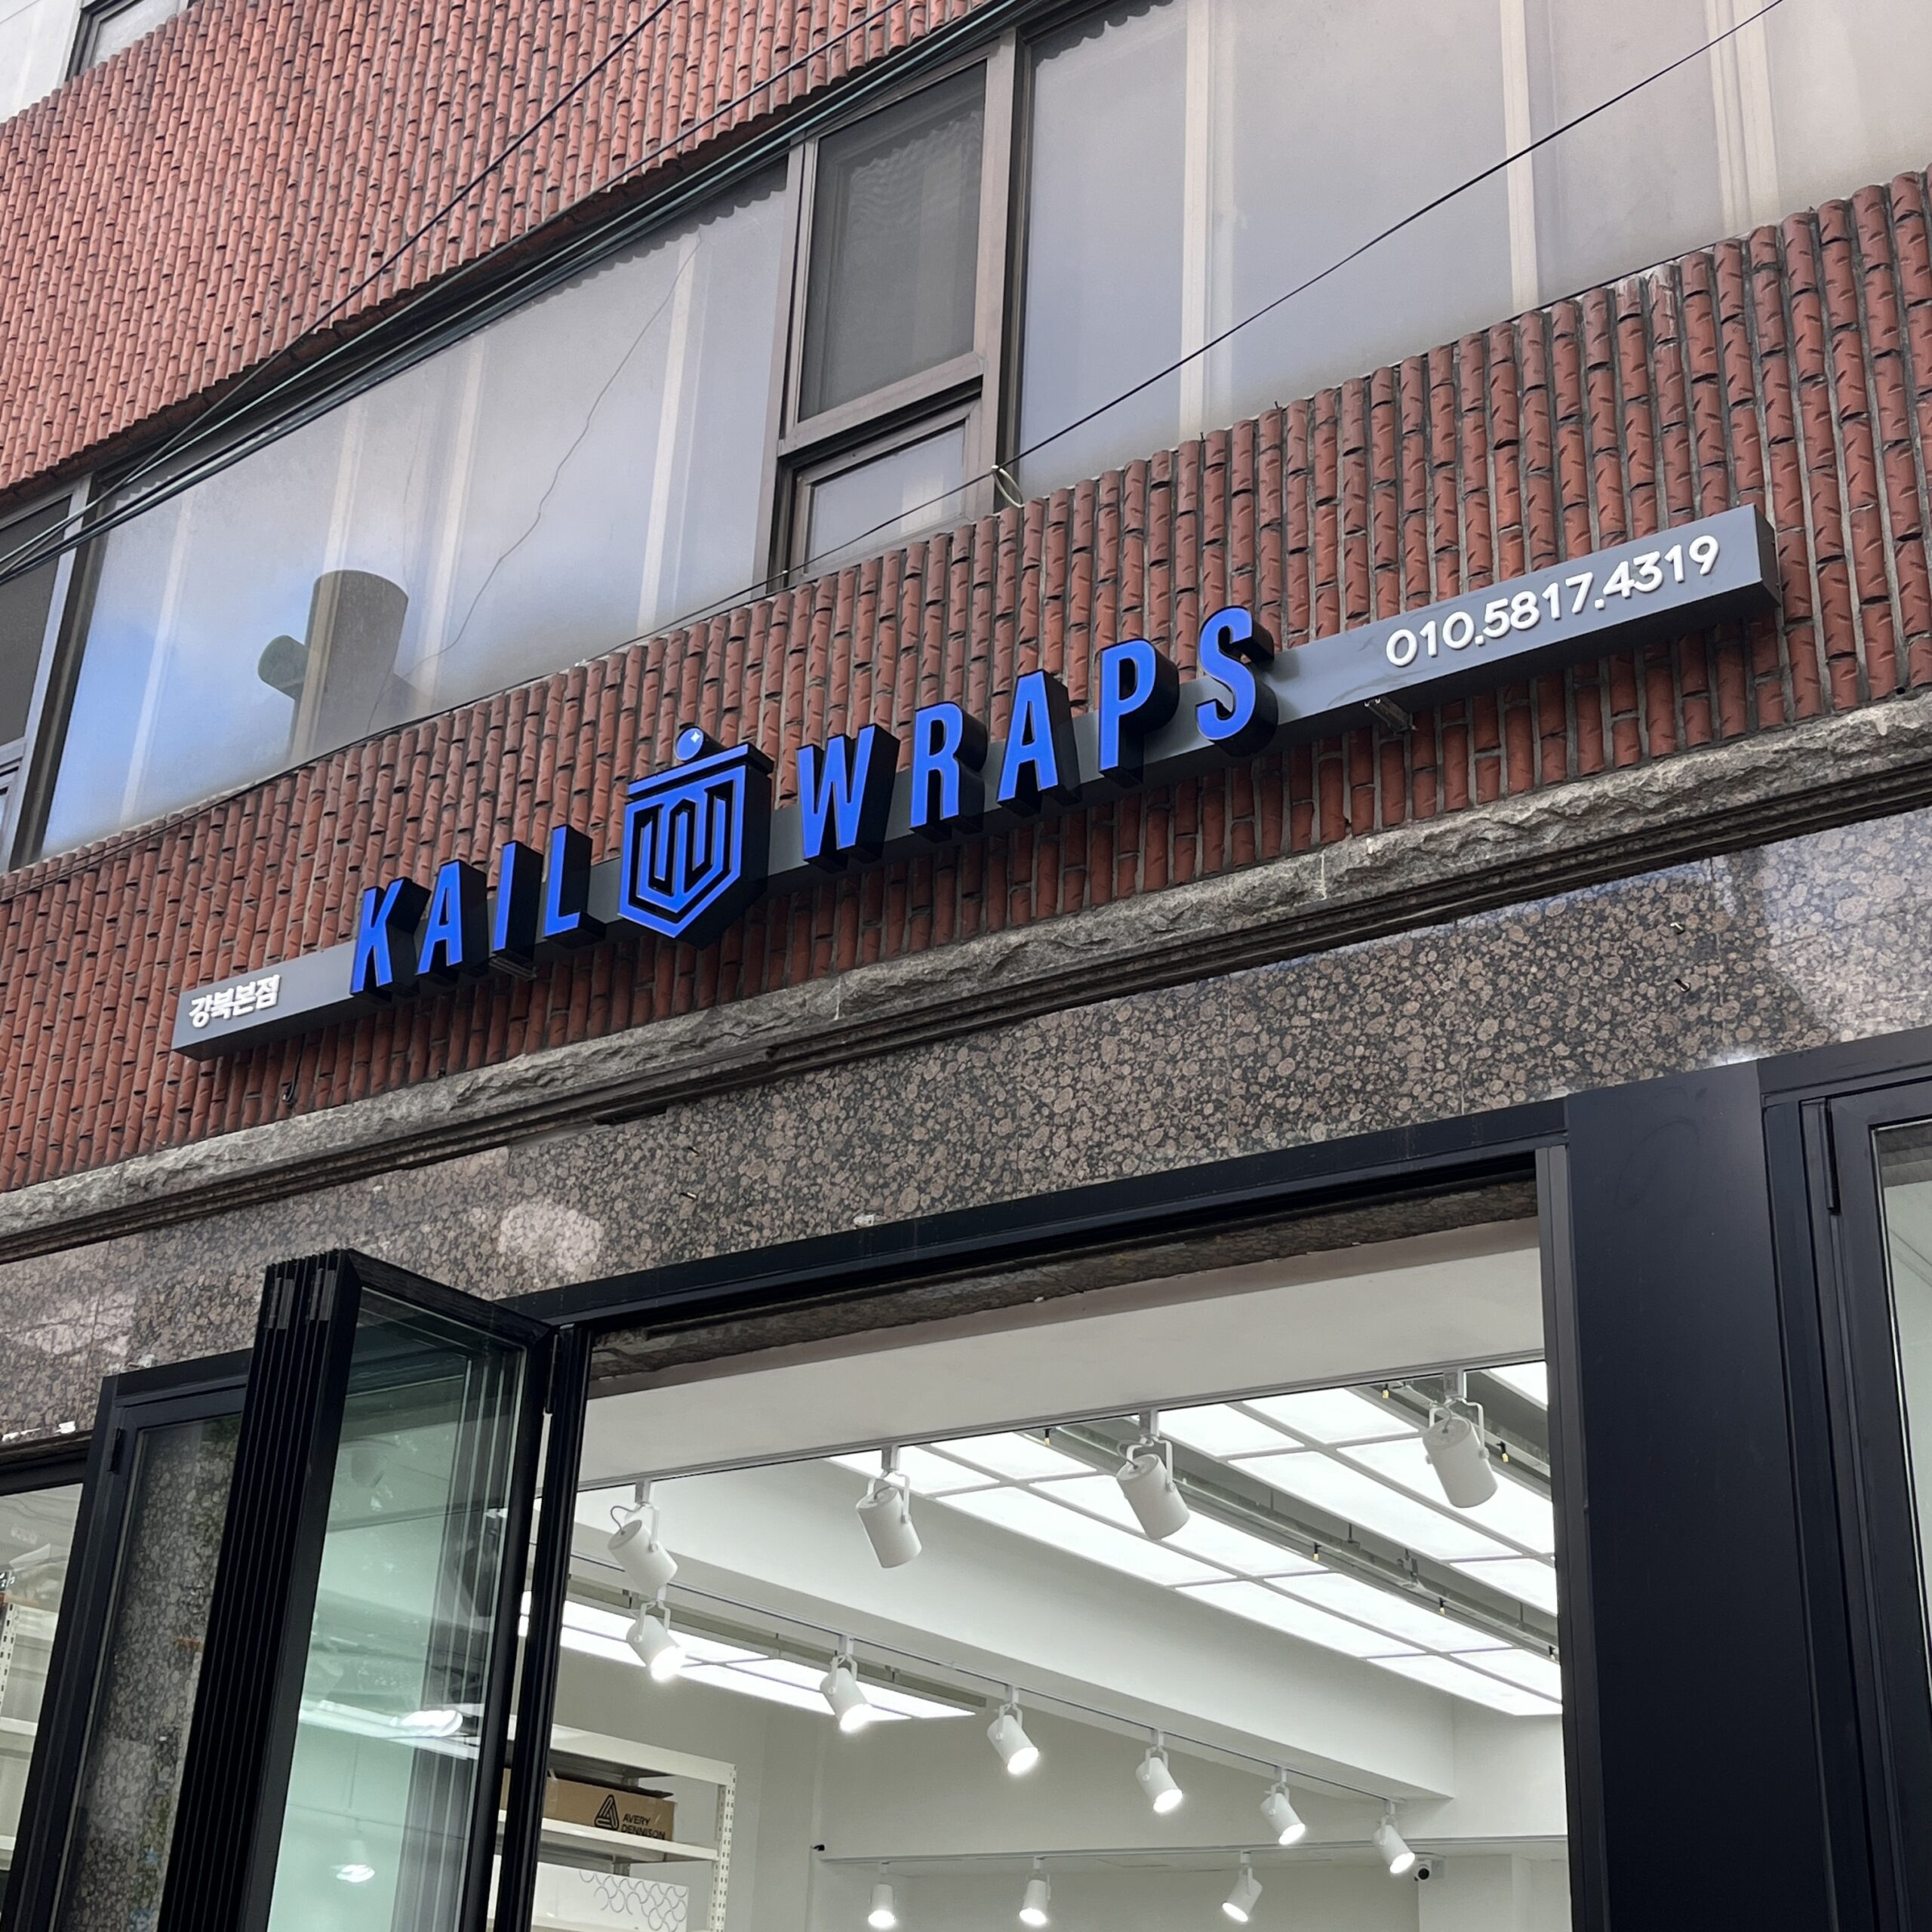 KAIL WRAPS
강북본점
010.5817.4319
AVERY
DENNISON